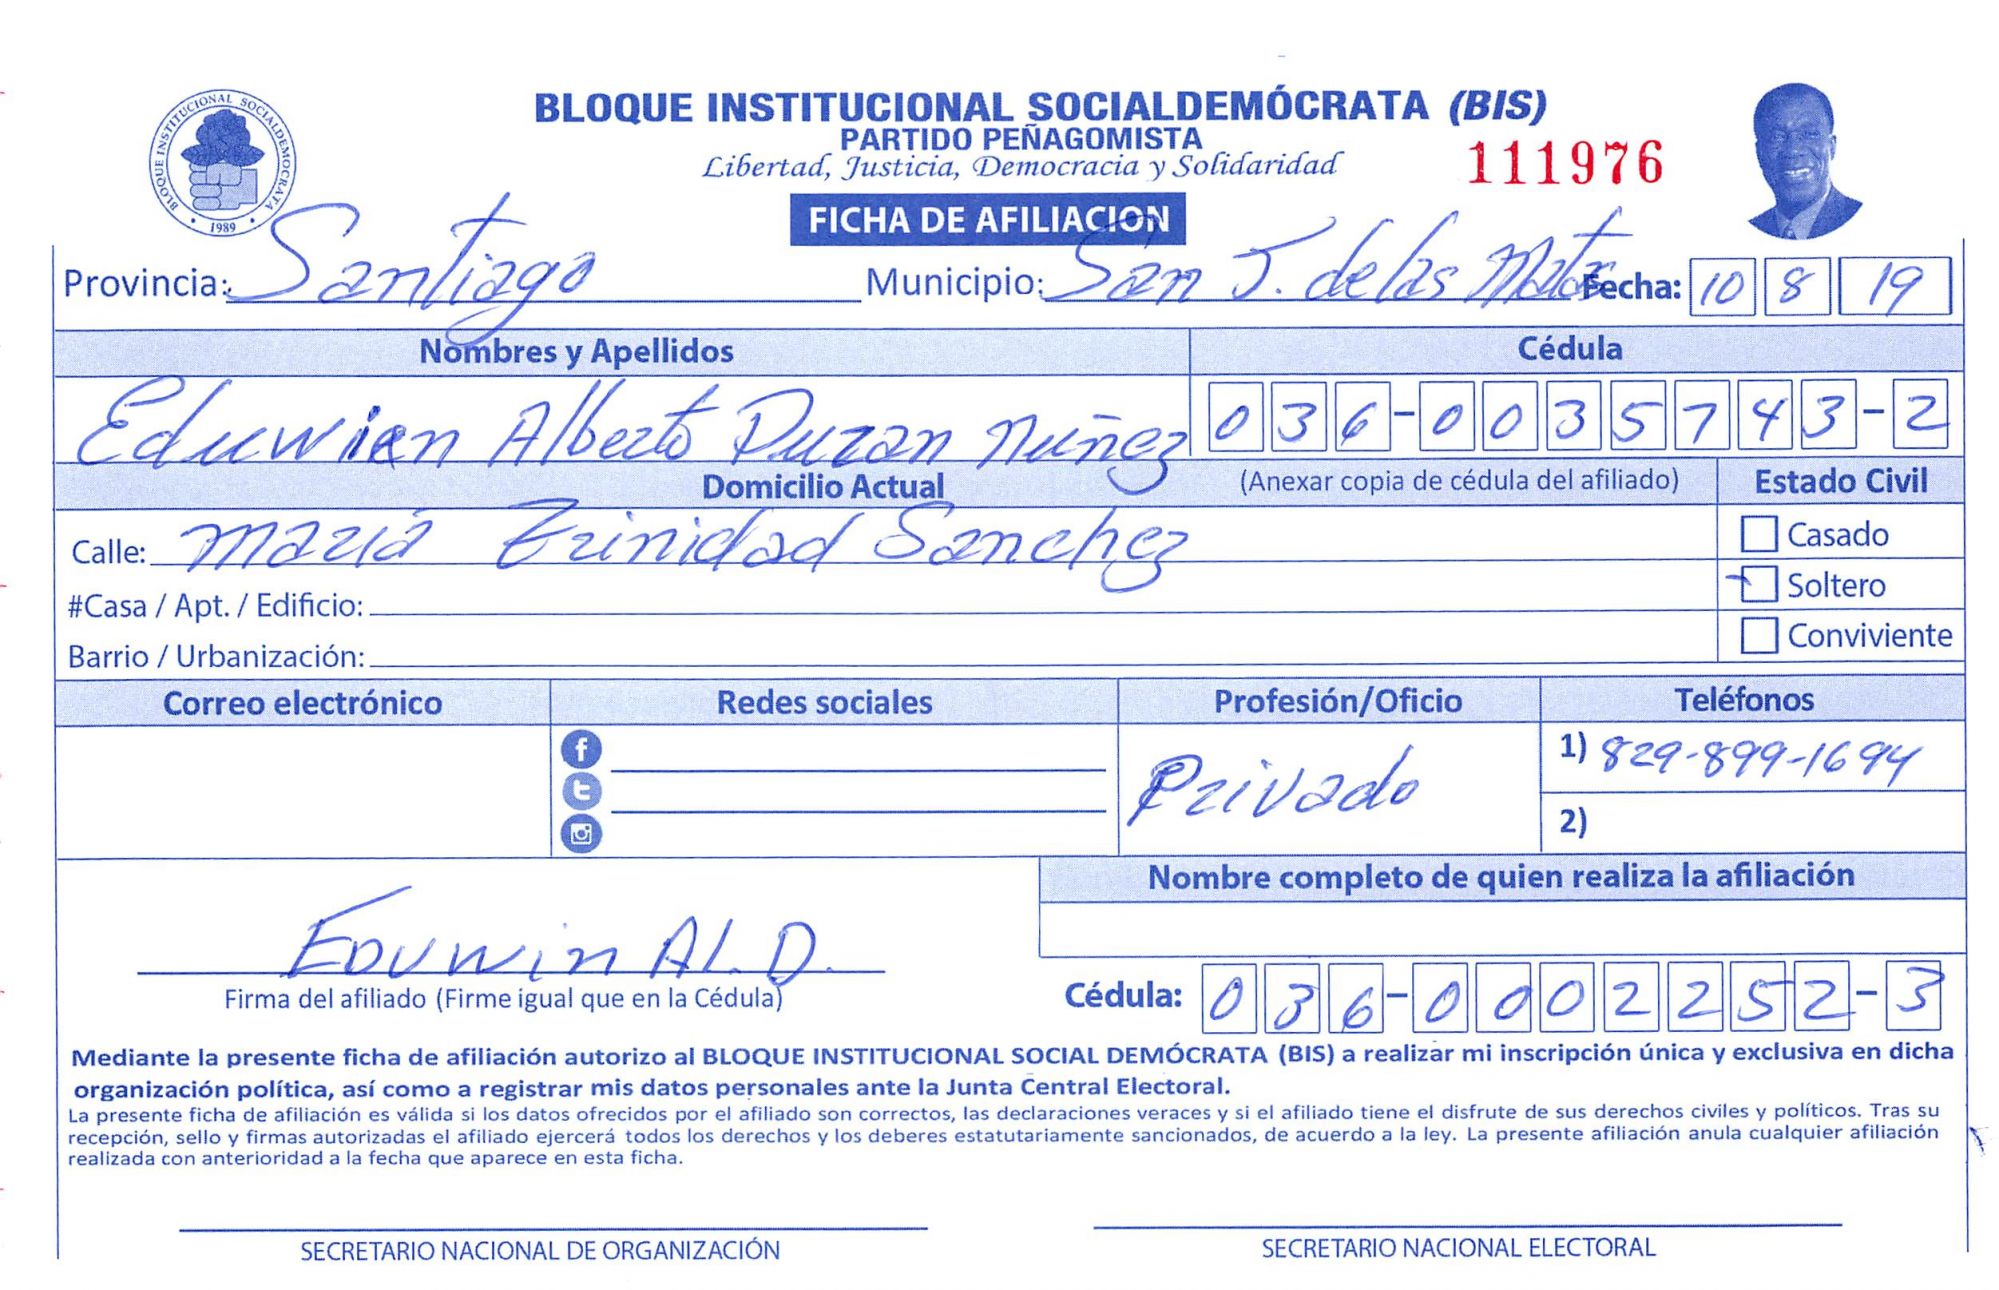 BLOQUE INSTITUCIONAL SOCIALDEMÓCRATA
1989
BLOQUE INSTITUCIONAL SOCIALDEMÓCRATA (BIS)
PARTIDO PEÑAGOMISTA
Libertad, Justicia, Democracia y Solidaridad
111976
FICHA DE AFILIACION
Provincia: Santiago Municipio: San J. de las Matas Fecha: 10 8 19
Nombres y Apellidos Cédula
Eduwien Alberto Duran Nuñez 036-0035743-2
Domicilio Actual (Anexar copia de cédula del afiliado) Estado Civil
Calle: Maria Trinidad Sanchez Casado
#Casa / Apt. / Edificio: Soltero
Barrio / Urbanización: Conviviente
Correo electrónico Redes sociales Profesión/Oficio Teléfonos
Privado 1) 829-899-1694
2)
Nombre completo de quien realiza la afiliación
Eduwin Al. D.
Firma del afiliado (Firme igual que en la Cédula) Cédula: 036-0002252-3
Mediante la presente ficha de afiliación autorizo al BLOQUE INSTITUCIONAL SOCIAL DEMÓCRATA (BIS) a realizar mi inscripción única y exclusiva en dicha
organización política, así como a registrar mis datos personales ante la Junta Central Electoral.
La presente ficha de afiliación es válida si los datos ofrecidos por el afiliado son correctos, las declaraciones veraces y si el afiliado tiene el disfrute de sus derechos civiles y políticos. Tras su
recepción, sello y firmas autorizadas el afiliado ejercerá todos los derechos y los deberes estatutariamente sancionados, de acuerdo a la ley. La presente afiliación anula cualquier afiliación
realizada con anterioridad a la fecha que aparece en esta ficha.
SECRETARIO NACIONAL DE ORGANIZACIÓN SECRETARIO NACIONAL ELECTORAL